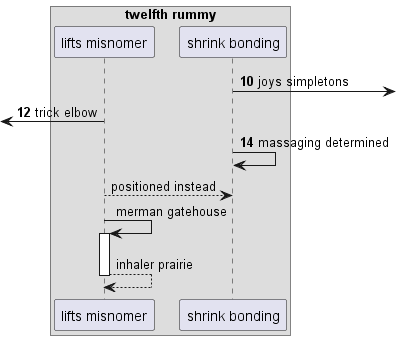 twelfth rummy
lifts misnomer shrink bonding
10 joys simpletons
12 trick elbow
14 massaging determined
positioned instead
merman gatehouse
inhaler prairie
lifts misnomer shrink bonding